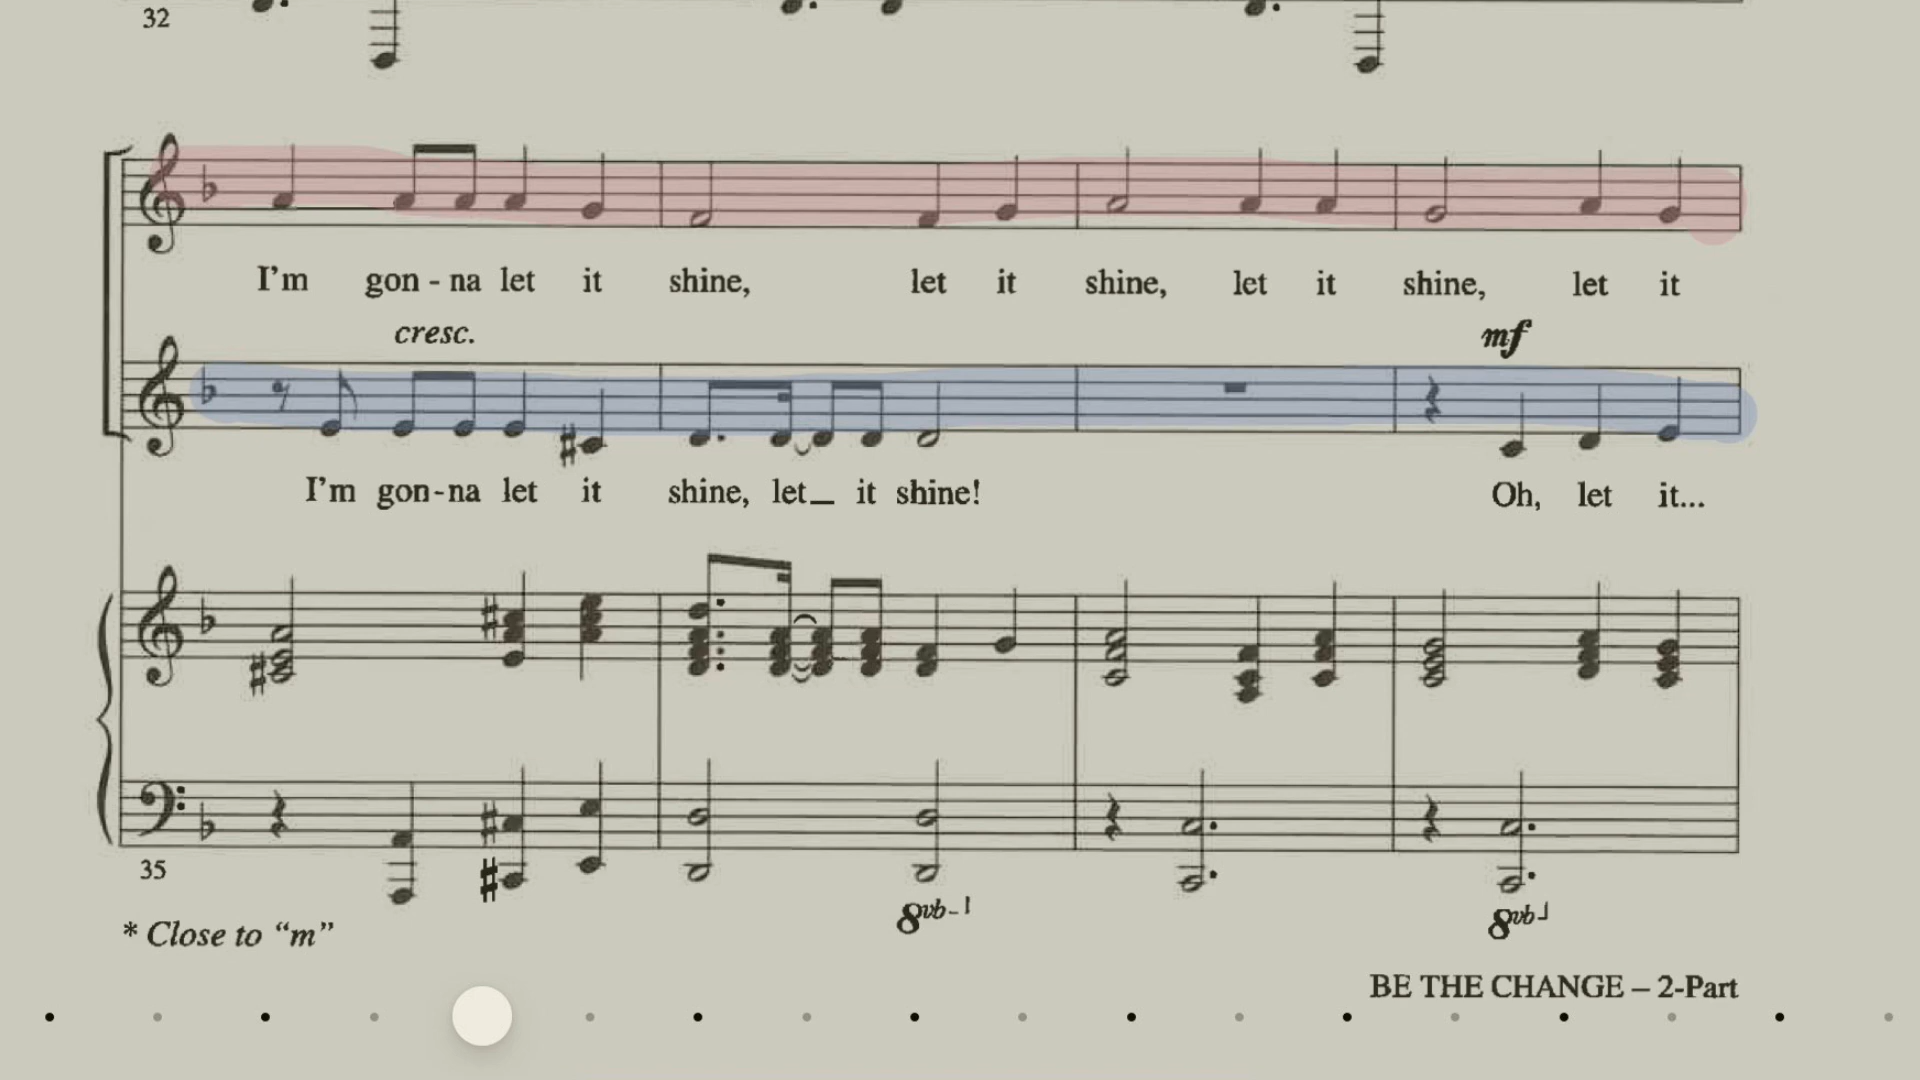 32
I'm gon - na let it shine, let it shine, let it shine, let it
cresc.
mf
I'm gon-na let it shine, let_ it shine! Oh, let it...
35
8vb
8vb
* Close to “m”
BE THE CHANGE – 2-Part